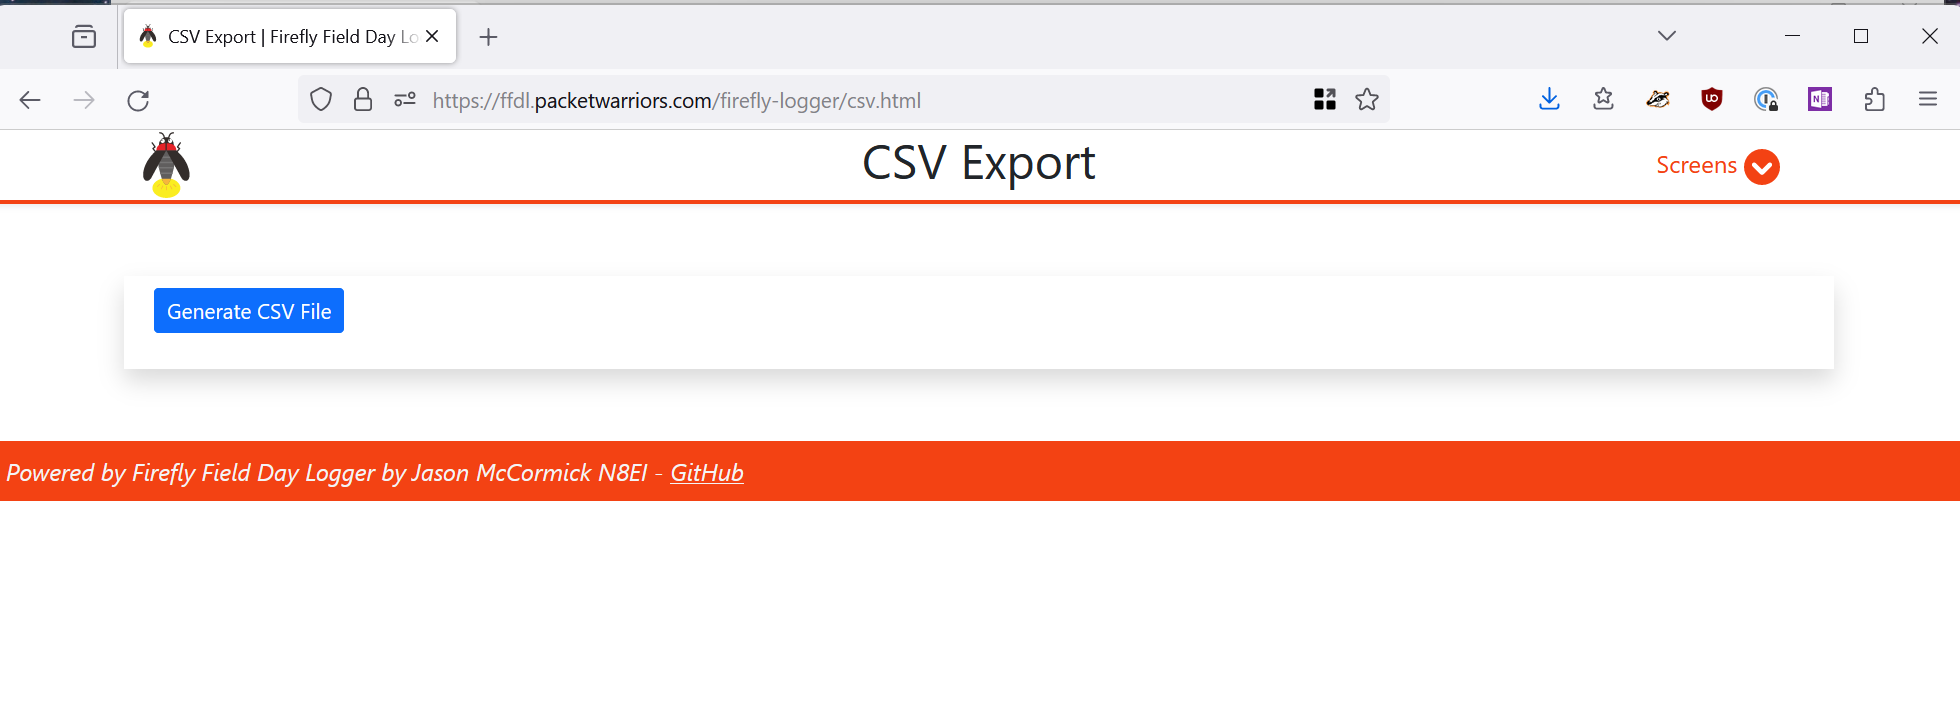 CSV Export | Firefly Field Day Lo
https://ffdl.packetwarriors.com/firefly-logger/csv.html
CSV Export
Screens
Generate CSV File
Powered by Firefly Field Day Logger by Jason McCormick N8EI - GitHub